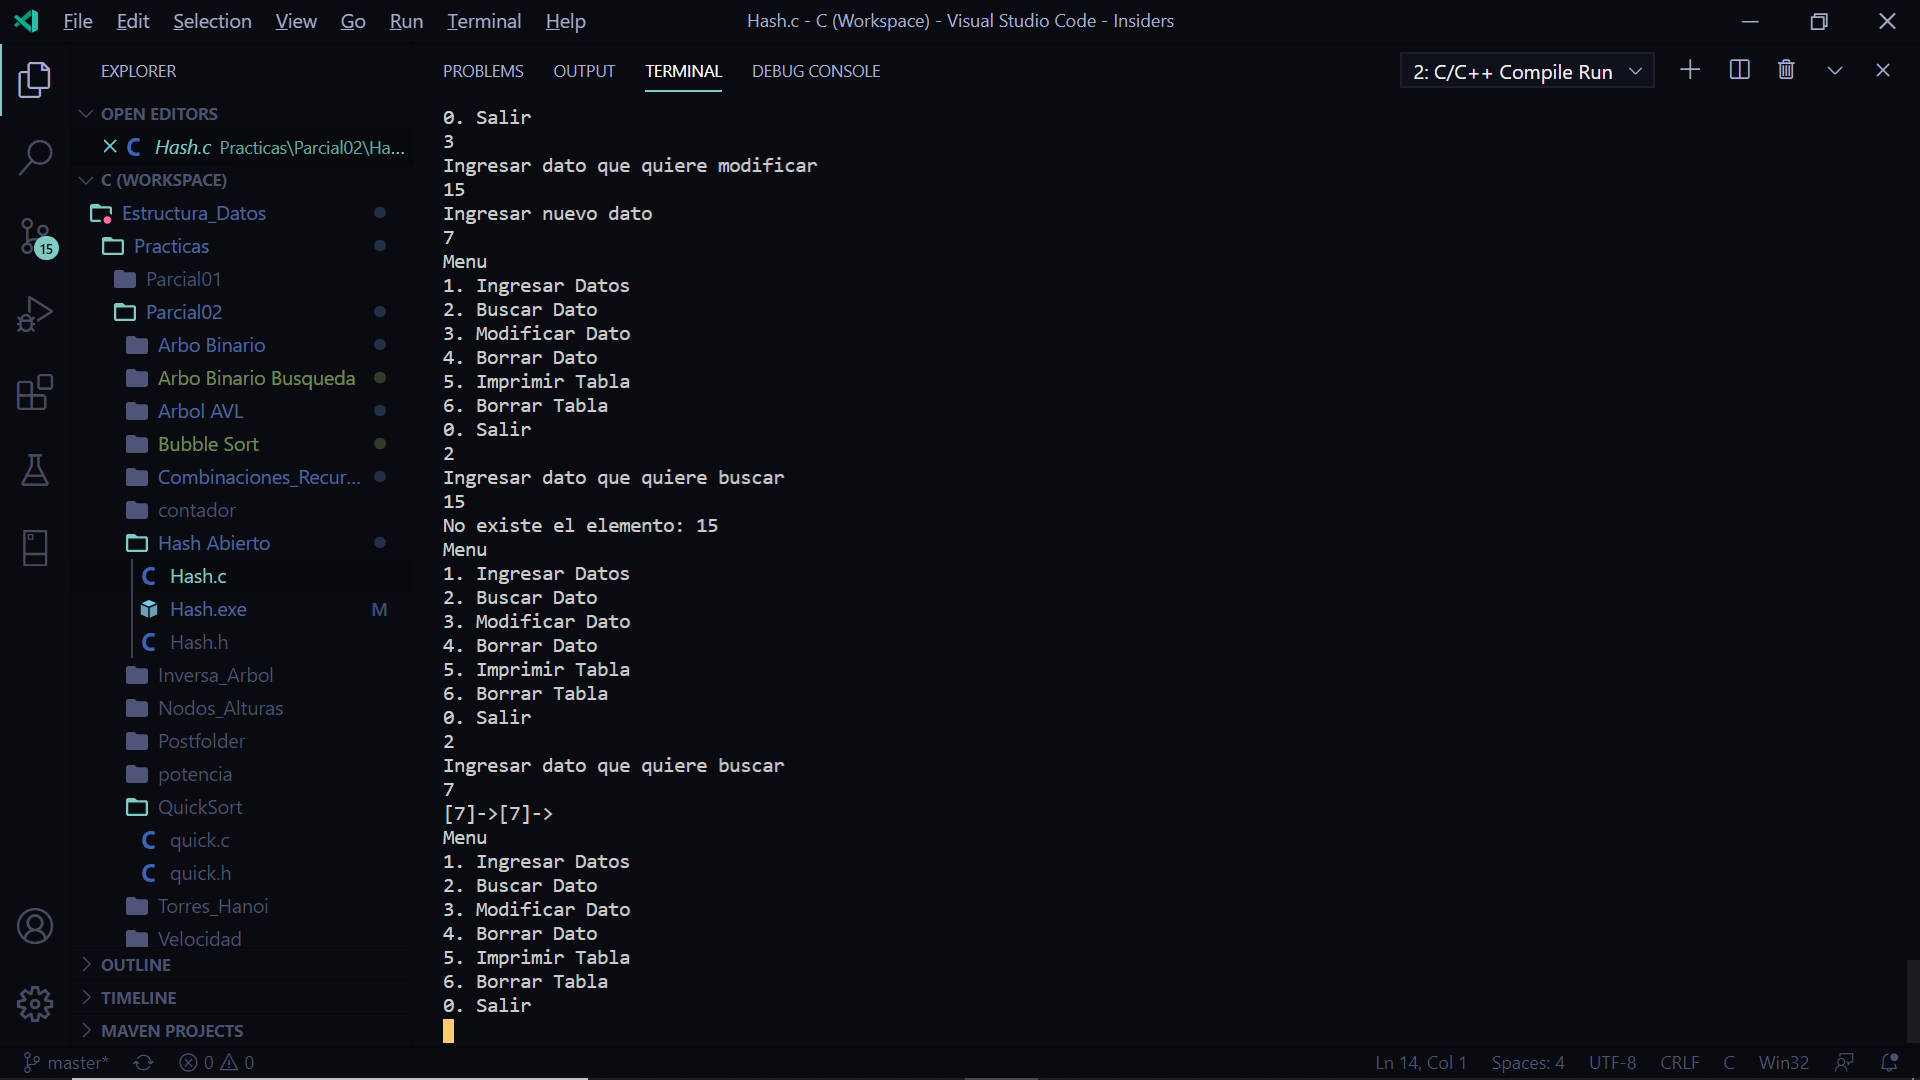 File Edit Selection View Go Run Terminal Help
Hash.c - C (Workspace) - Visual Studio Code - Insiders
15
EXPLORER
OPEN EDITORS
Hash.c Practicas\Parcial02\Ha...
C (WORKSPACE)
Estructura_Datos
Practicas
Parcial01
Parcial02
Arbo Binario
Arbo Binario Busqueda
Arbol AVL
Bubble Sort
Combinaciones_Recur...
contador
Hash Abierto
C Hash.c
Hash.exe M
C Hash.h
Inversa_Arbol
Nodos_Alturas
Postfolder
potencia
QuickSort
C quick.c
C quick.h
Torres_Hanoi
Velocidad
OUTLINE
TIMELINE
MAVEN PROJECTS
PROBLEMS OUTPUT TERMINAL DEBUG CONSOLE
2: C/C++ Compile Run
0. Salir
3
Ingresar dato que quiere modificar
15
Ingresar nuevo dato
7
Menu
1. Ingresar Datos
2. Buscar Dato
3. Modificar Dato
4. Borrar Dato
5. Imprimir Tabla
6. Borrar Tabla
0. Salir
2
Ingresar dato que quiere buscar
15
No existe el elemento: 15
Menu
1. Ingresar Datos
2. Buscar Dato
3. Modificar Dato
4. Borrar Dato
5. Imprimir Tabla
6. Borrar Tabla
0. Salir
2
Ingresar dato que quiere buscar
7
[7]->[7]->
Menu
1. Ingresar Datos
2. Buscar Dato
3. Modificar Dato
4. Borrar Dato
5. Imprimir Tabla
6. Borrar Tabla
0. Salir
master* 0 0
Ln 14, Col 1 Spaces: 4 UTF-8 CRLF C Win32